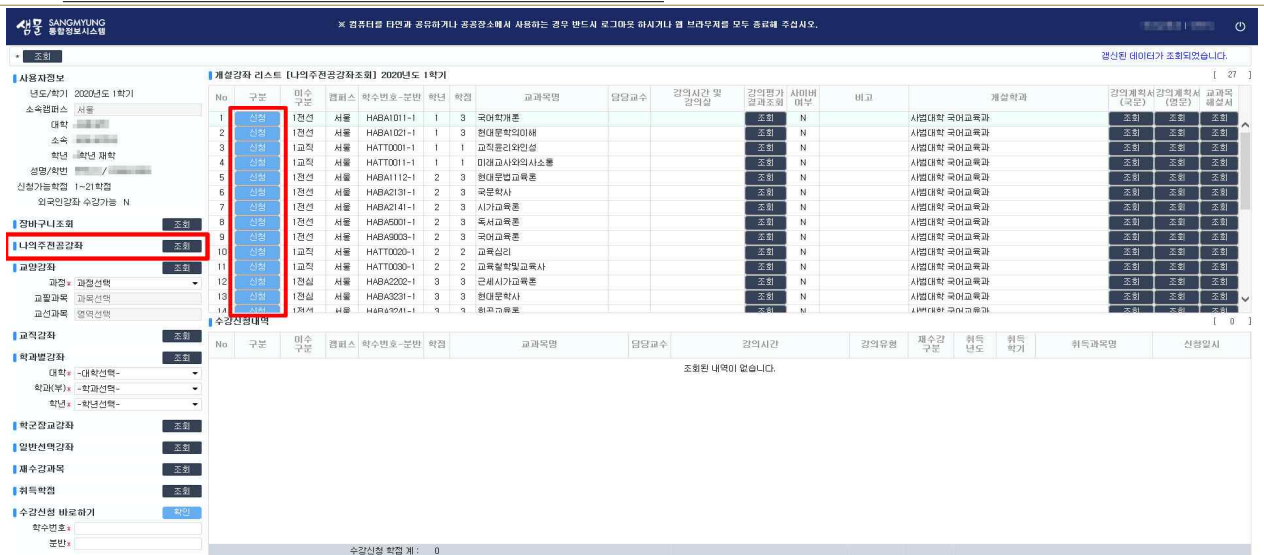 샘물 SANGMYUNG 통합정보시스템
※ 컴퓨터를 타인과 공유하거나 공공장소에서 사용하는 경우 반드시 로그아웃 하시거나 웹 브라우저를 모두 종료해 주십시오.
조회
갱신된 데이터가 조회되었습니다.
사용자정보
년도/학기 2020년도 1학기
소속캠퍼스 서울
대학
소속
학년 학년 재학
성명/학번 /
신청가능학점 1~21학점
외국인강좌 수강가능 N
장바구니조회 조회
나의주전공강좌 조회
교양강좌 조회
과정* 과정선택
교필과목 과목선택
교선과목 영역선택
교직강좌 조회
학과별강좌 조회
대학* -대학선택-
학과(부)* -학과선택-
학년* -학년선택-
학군장교강좌 조회
일반선택강좌 조회
재수강과목 조회
취득학점 조회
수강신청 바로하기 확인
학수번호*
분반*
개설강좌 리스트 [나의주전공강좌조회] 2020년도 1학기 [ 27 ]
No 구분 이수구분 캠퍼스 학수번호-분반 학년 학점 교과목명 담당교수 강의시간 및 강의실 강의평가결과조회 사이버여부 비고 개설학과 강의계획서(국문) 강의계획서(영문) 교과목해설서
1 신청 1전선 서울 HABA1011-1 1 3 국어학개론 조회 N 사범대학 국어교육과 조회 조회 조회
2 신청 1전선 서울 HABA1021-1 1 3 현대문학의이해 조회 N 사범대학 국어교육과 조회 조회 조회
3 신청 1교직 서울 HATT0001-1 1 1 교직윤리와인성 조회 N 사범대학 국어교육과 조회 조회 조회
4 신청 1교직 서울 HATT0011-1 1 1 미래교사와의사소통 조회 N 사범대학 국어교육과 조회 조회 조회
5 신청 1전선 서울 HABA1112-1 2 3 현대문법교육론 조회 N 사범대학 국어교육과 조회 조회 조회
6 신청 1전선 서울 HABA2131-1 2 3 국문학사 조회 N 사범대학 국어교육과 조회 조회 조회
7 신청 1전선 서울 HABA2141-1 2 3 시가교육론 조회 N 사범대학 국어교육과 조회 조회 조회
8 신청 1전선 서울 HABA5001-1 2 3 독서교육론 조회 N 사범대학 국어교육과 조회 조회 조회
9 신청 1전선 서울 HABA9003-1 2 3 국어교육론 조회 N 사범대학 국어교육과 조회 조회 조회
10 신청 1교직 서울 HATT0020-1 2 2 교육심리 조회 N 사범대학 국어교육과 조회 조회 조회
11 신청 1교직 서울 HATT0030-1 2 2 교육철학및교육사 조회 N 사범대학 국어교육과 조회 조회 조회
12 신청 1전심 서울 HABA2202-1 3 3 근세시가교육론 조회 N 사범대학 국어교육과 조회 조회 조회
13 신청 1전심 서울 HABA3231-1 3 3 현대문학사 조회 N 사범대학 국어교육과 조회 조회 조회
14 신청 1전선 서울 HABA3241-1 3 3 조회 N 사범대학 국어교육과 조회 조회 조회
수강신청내역 [ 0 ]
No 구분 이수구분 캠퍼스 학수번호-분반 학점 교과목명 담당교수 강의시간 강의유형 재수강구분 취득년도 취득학기 취득과목명 신청일시
조회된 내역이 없습니다.
수강신청 학점 계 : 0